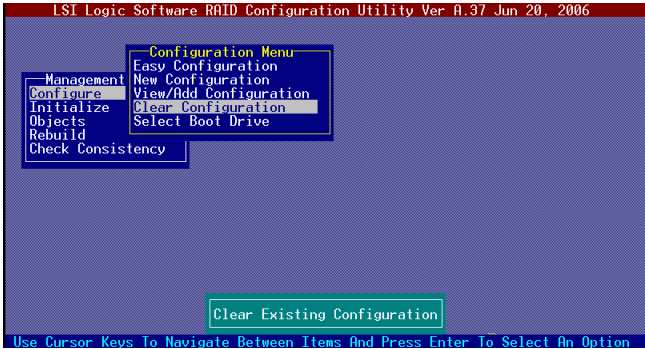 LSI Logic Software RAID Configuration Utility Ver A.37 Jun 20, 2006
Configuration Menu
Easy Configuration
New Configuration
View/Add Configuration
Clear Configuration
Select Boot Drive
Management
Configure
Initialize
Objects
Rebuild
Check Consistency
Clear Existing Configuration
Use Cursor Keys To Navigate Between Items And Press Enter To Select An Option